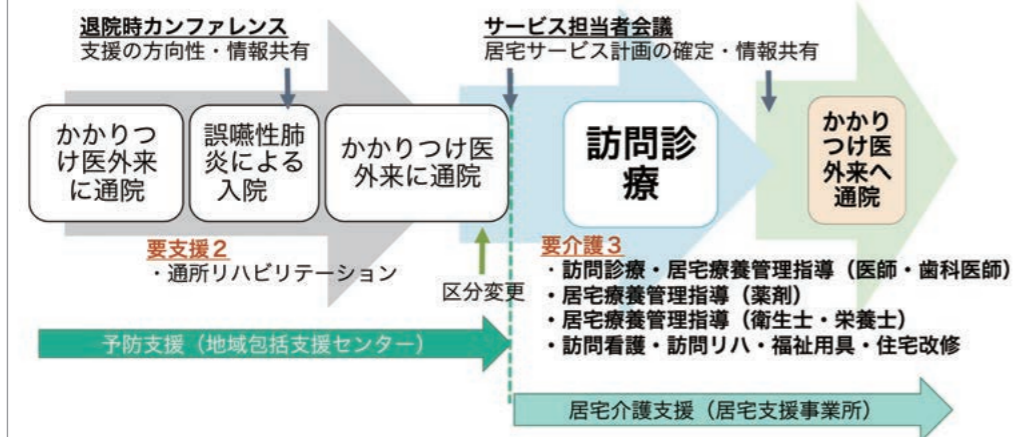 退院時カンファレンス
支援の方向性・情報共有
サービス担当者会議
居宅サービス計画の確定・情報共有
かかりつ
け医外来
に通院
誤嚥性肺
炎による
入院
かかりつけ医
外来に通院
訪問診
療
かかり
つけ医
外来へ
通院
要支援2
・通所リハビリテーション
区分変更
要介護3
・訪問診療・居宅療養管理指導（医師・歯科医師）
・居宅療養管理指導（薬剤）
・居宅療養管理指導（衛生士・栄養士）
・訪問看護・訪問リハ・福祉用具・住宅改修
予防支援（地域包括支援センター）
居宅介護支援（居宅支援事業所）